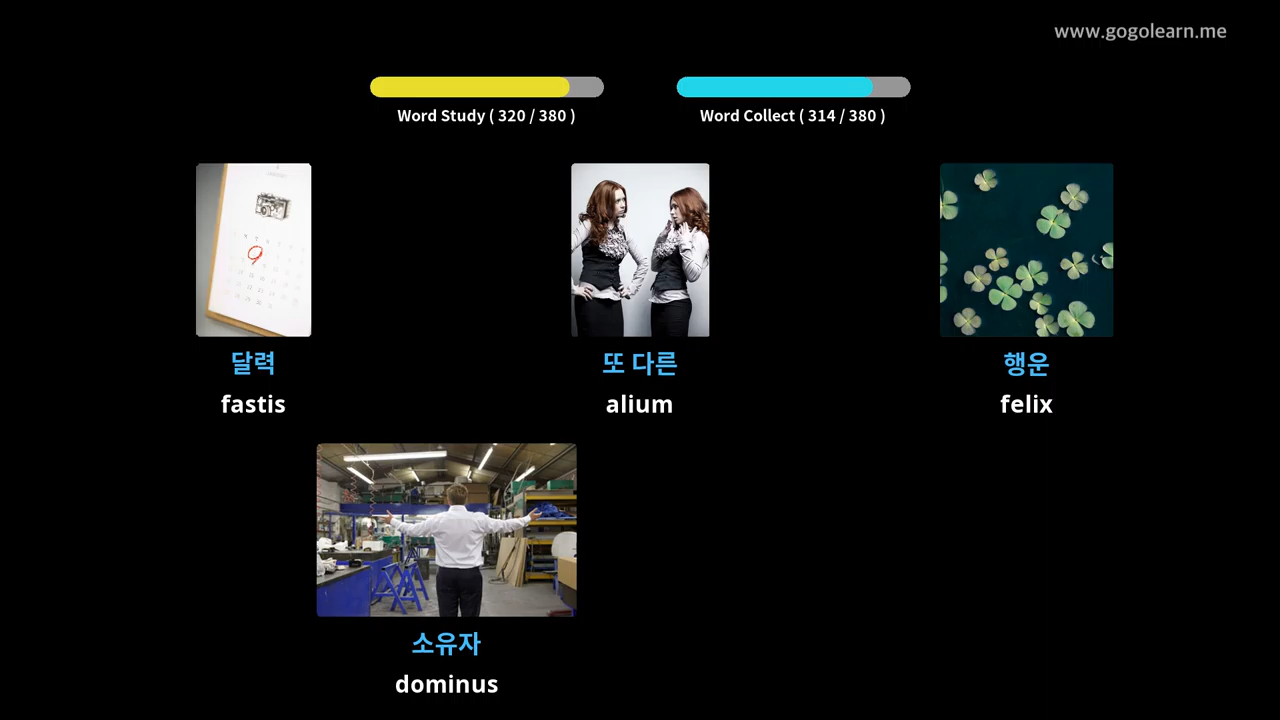 www.gogolearn.me
Word Study ( 320 / 380 )
Word Collect ( 314 / 380 )
달력
fastis
또 다른
alium
행운
felix
소유자
dominus